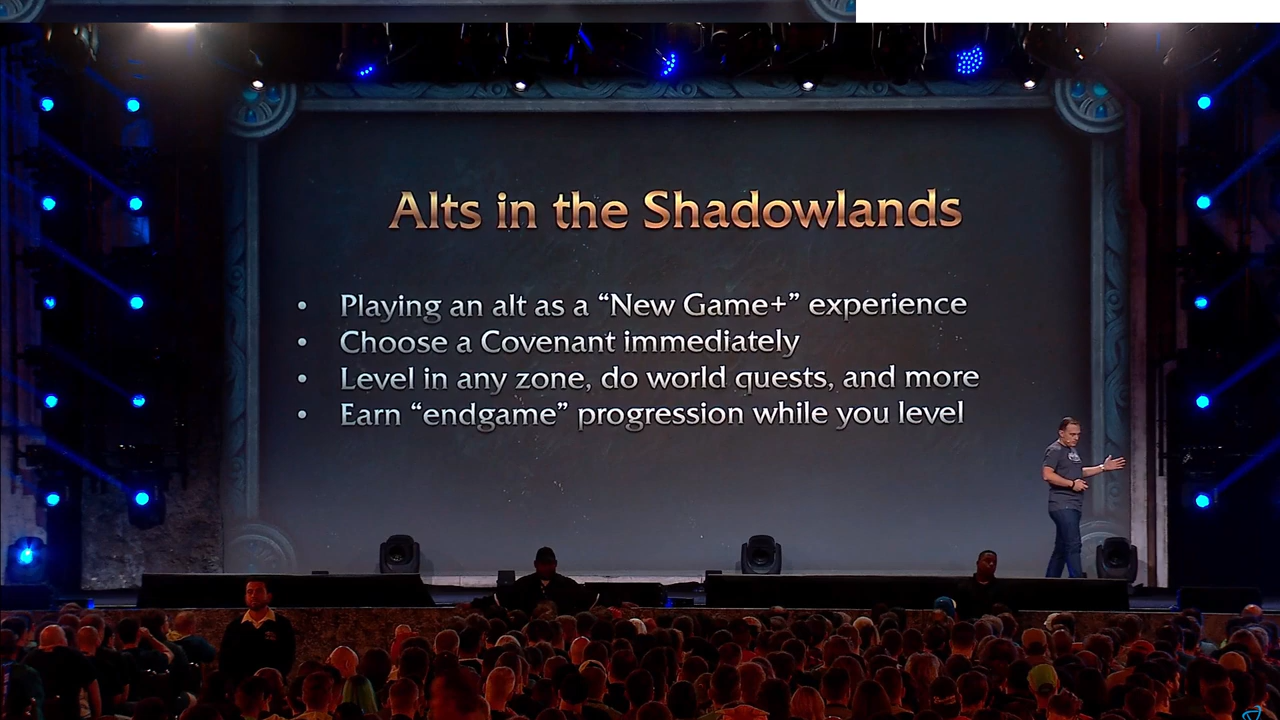 Alts in the Shadowlands
• Playing an alt as a “New Game+” experience
• Choose a Covenant immediately
• Level in any zone, do world quests, and more
• Earn “endgame” progression while you level